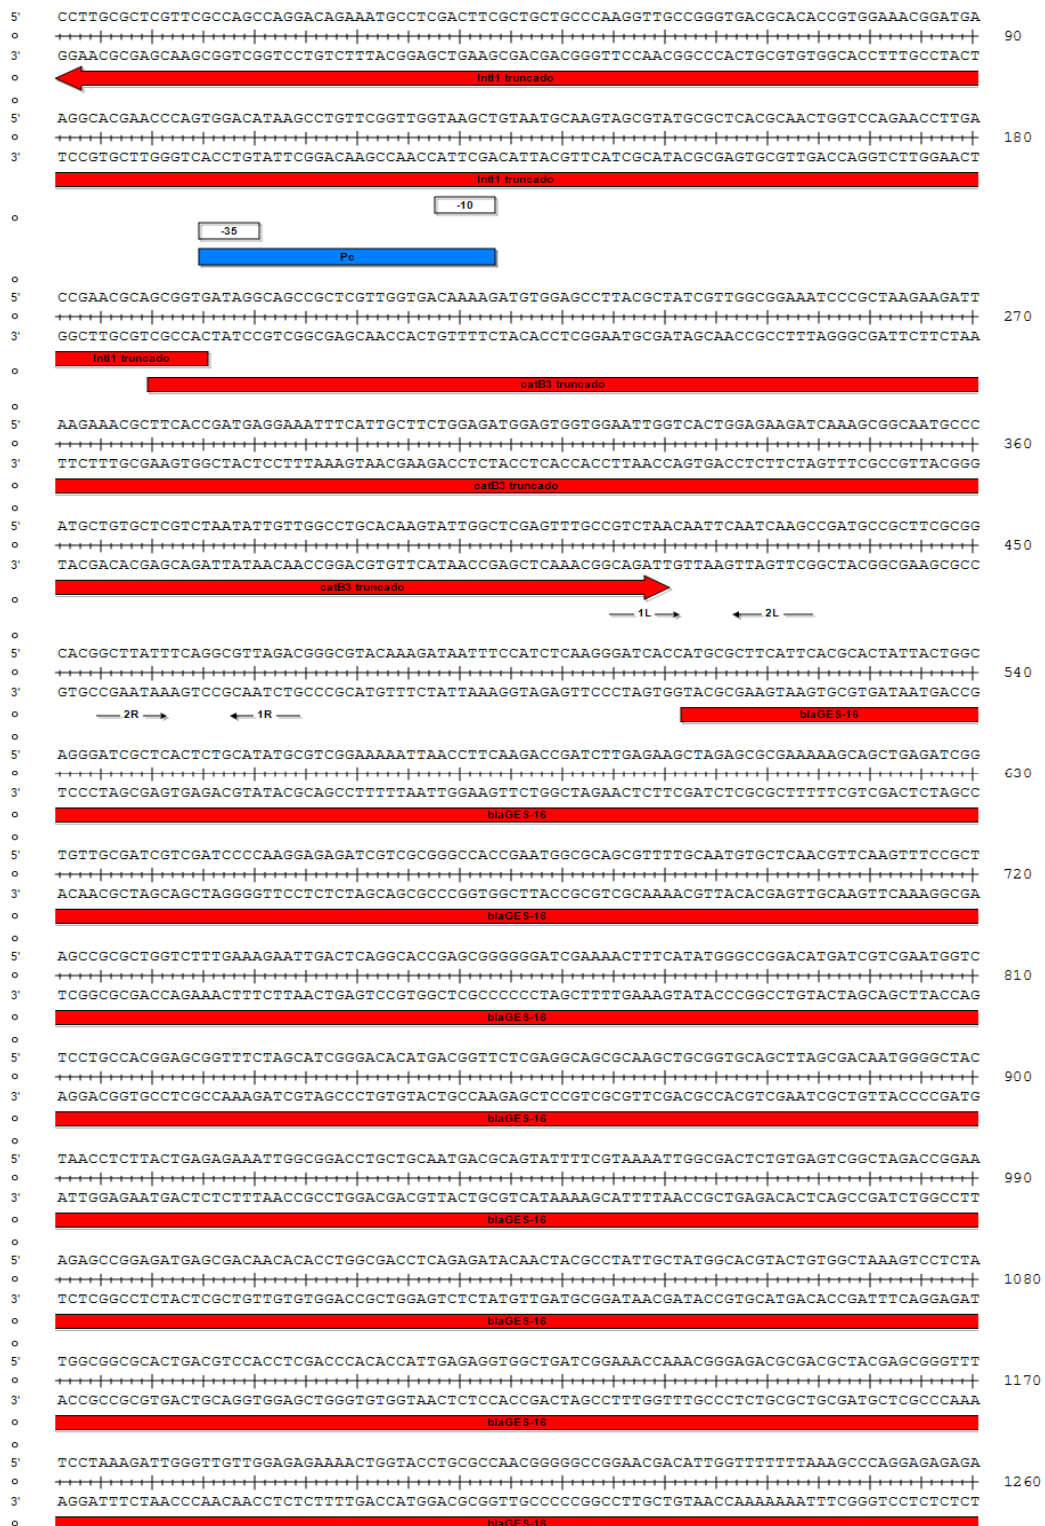 5' CCTTGCGCTCGTTCGCCAGCCAGGACAGAAATGCCTCGACTTCGCTGCTGCCCAAGGTTGCCGGGTGACGCACACCGTGGAAACGGATGA
90
3' GGAACGCGAGCAAGCGGTCGGTCCTGTCTTTACGGAGCTGAAGCGACGACGGGTTCCAACGGCCCACTGCGTGTGGCACCTTTGCCTACT
IntI1 truncado
5' AGGCACGAACCCAGTGGACATAAGCCTGTTCGGTTGGTAAGCTGTAATGCAAGTAGCGTATGCGCTCACGCAACTGGTCCAGAACCTTGA
180
3' TCCGTGCTTGGGTCACCTGTATTCGGACAAGCCAACCATTCGACATTACGTTCATCGCATACGCGAGTGCGTTGACCAGGTCTTGGAACT
IntI1 truncado
-10
-35
Pc
5' CCGAACGCAGCGGTGATAGGCAGCCGCTCGTTGGTGACAAAAGATGTGGAGCCTTACGCTATCGTTGGCGGAAATCCCGCTAAGAAGATT
270
3' GGCTTGCGTCGCCACTATCCGTCGGCGAGCAACCACTGTTTTCTACACCTCGGAATGCGATAGCAACCGCCTTTAGGGCGATTCTTCTAA
IntI1 truncado
catB3 truncado
5' AAGAAACGCTTCACCGATGAGGAAATTTCATTGCTTCTGGAGATGGAGTGGTGGAATTGGTCACTGGAGAAGATCAAAGCGGCAATGCCC
360
3' TTCTTTGCGAAGTGGCTACTCCTTTAAAGTAACGAAGACCTCTACCTCACCACCTTAACCAGTGACCTCTTCTAGTTTCGCCGTTACGGG
catB3 truncado
5' ATGCTGTGCTCGTCTAATATTGTTGGCCTGCACAAGTATTGGCTCGAGTTTGCCGTCTAACAATTCAATCAAGCCGATGCCGCTTCGCGG
450
3' TACGACACGAGCAGATTATAACAACCGGACGTGTTCATAACCGAGCTCAAACGGCAGATTGTTAAGTTAGTTCGGCTACGGCGAAGCGCC
catB3 truncado
1L 2L
5' CACGGCTTATTTCAGGCGTTAGACGGGCGTACAAAGATAATTTCCATCTCAAGGGATCACCATGCGCTTCATTCACGCACTATTACTGGC
540
3' GTGCCGAATAAAGTCCGCAATCTGCCCGCATGTTTCTATTAAAGGTAGAGTTCCCTAGTGGTACGCGAAGTAAGTGCGTGATAATGACCG
2R 1R blaGES-16
5' AGGGATCGCTCACTCTGCATATGCGTCGGAAAAATTAACCTTCAAGACCGATCTTGAGAAGCTAGAGCGCGAAAAAGCAGCTGAGATCGG
630
3' TCCCTAGCGAGTGAGACGTATACGCAGCCTTTTTAATTGGAAGTTCTGGCTAGAACTCTTCGATCTCGCGCTTTTTCGTCGACTCTAGCC
blaGES-16
5' TGTTGCGATCGTCGATCCCCAAGGAGAGATCGTCGCGGGCCACCGAATGGCGCAGCGTTTTGCAATGTGCTCAACGTTCAAGTTTCCGCT
720
3' ACAACGCTAGCAGCTAGGGGTTCCTCTCTAGCAGCGCCCGGTGGCTTACCGCGTCGCAAAACGTTACACGAGTTGCAAGTTCAAAGGCGA
blaGES-16
5' AGCCGCGCTGGTCTTTGAAAGAATTGACTCAGGCACCGAGCGGGGGGATCGAAAACTTTCATATGGGCCGGACATGATCGTCGAATGGTC
810
3' TCGGCGCGACCAGAAACTTTCTTAACTGAGTCCGTGGCTCGCCCCCCTAGCTTTTGAAAGTATACCCGGCCTGTACTAGCAGCTTACCAG
blaGES-16
5' TCCTGCCACGGAGCGGTTTCTAGCATCGGGACACATGACGGTTCTCGAGGCAGCGCAAGCTGCGGTGCAGCTTAGCGACAATGGGGCTAC
900
3' AGGACGGTGCCTCGCCAAAGATCGTAGCCCTGTGTACTGCCAAGAGCTCCGTCGCGTTCGACGCCACGTCGAATCGCTGTTACCCCGATG
blaGES-16
5' TAACCTCTTACTGAGAGAAATTGGCGGACCTGCTGCAATGACGCAGTATTTTCGTAAAATTGGCGACTCTGTGAGTCGGCTAGACCGGAA
990
3' ATTGGAGAATGACTCTCTTTAACCGCCTGGACGACGTTACTGCGTCATAAAAGCATTTTAACCGCTGAGACACTCAGCCGATCTGGCCTT
blaGES-16
5' AGAGCCGGAGATGAGCGACAACACACCTGGCGACCTCAGAGATACAACTACGCCTATTGCTATGGCACGTACTGTGGCTAAAGTCCTCTA
1080
3' TCTCGGCCTCTACTCGCTGTTGTGTGGACCGCTGGAGTCTCTATGTTGATGCGGATAACGATACCGTGCATGACACCGATTTCAGGAGAT
blaGES-16
5' TGGCGGCGCACTGACGTCCACCTCGACCCACACCATTGAGAGGTGGCTGATCGGAAACCAAACGGGAGACGCGACGCTACGAGCGGGTTT
1170
3' ACCGCCGCGTGACTGCAGGTGGAGCTGGGTGTGGTAACTCTCCACCGACTAGCCTTTGGTTTGCCCTCTGCGCTGCGATGCTCGCCCAAA
blaGES-16
5' TCCTAAAGATTGGGTTGTTGGAGAGAAAACTGGTACCTGCGCCAACGGGGGCCGGAACGACATTGGTTTTTTTAAAGCCCAGGAGAGAGA
1260
3' AGGATTTCTAACCCAACAACCTCTCTTTTGACCATGGACGCGGTTGCCCCCGGCCTTGCTGTAACCAAAAAAATTTCGGGTCCTCTCTCT
blaGES-16